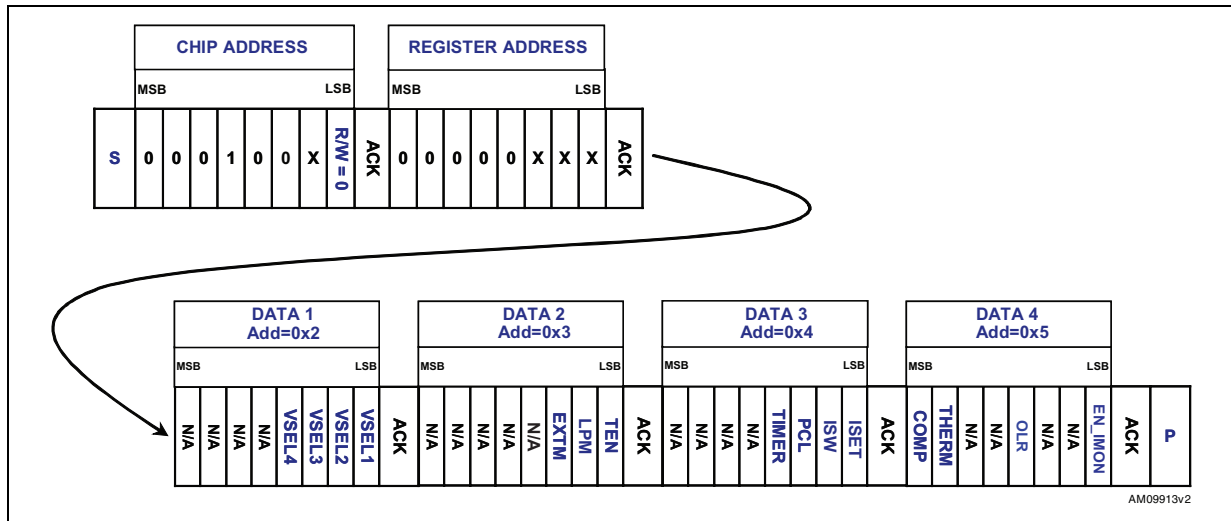 CHIP ADDRESS REGISTER ADDRESS
MSB LSB MSB LSB
S 0 0 0 1 0 0 X R/W = 0 ACK 0 0 0 0 0 X X X ACK
DATA 1 DATA 2 DATA 3 DATA 4
Add=0x2 Add=0x3 Add=0x4 Add=0x5
MSB LSB MSB LSB MSB LSB MSB LSB
N/A N/A N/A N/A VSEL4 VSEL3 VSEL2 VSEL1 ACK N/A N/A N/A N/A N/A EXTM LPM TEN ACK N/A N/A N/A N/A TIMER PCL ISW ISET ACK COMP THERM N/A N/A OLR N/A N/A EN_IMON ACK P
AM09913v2